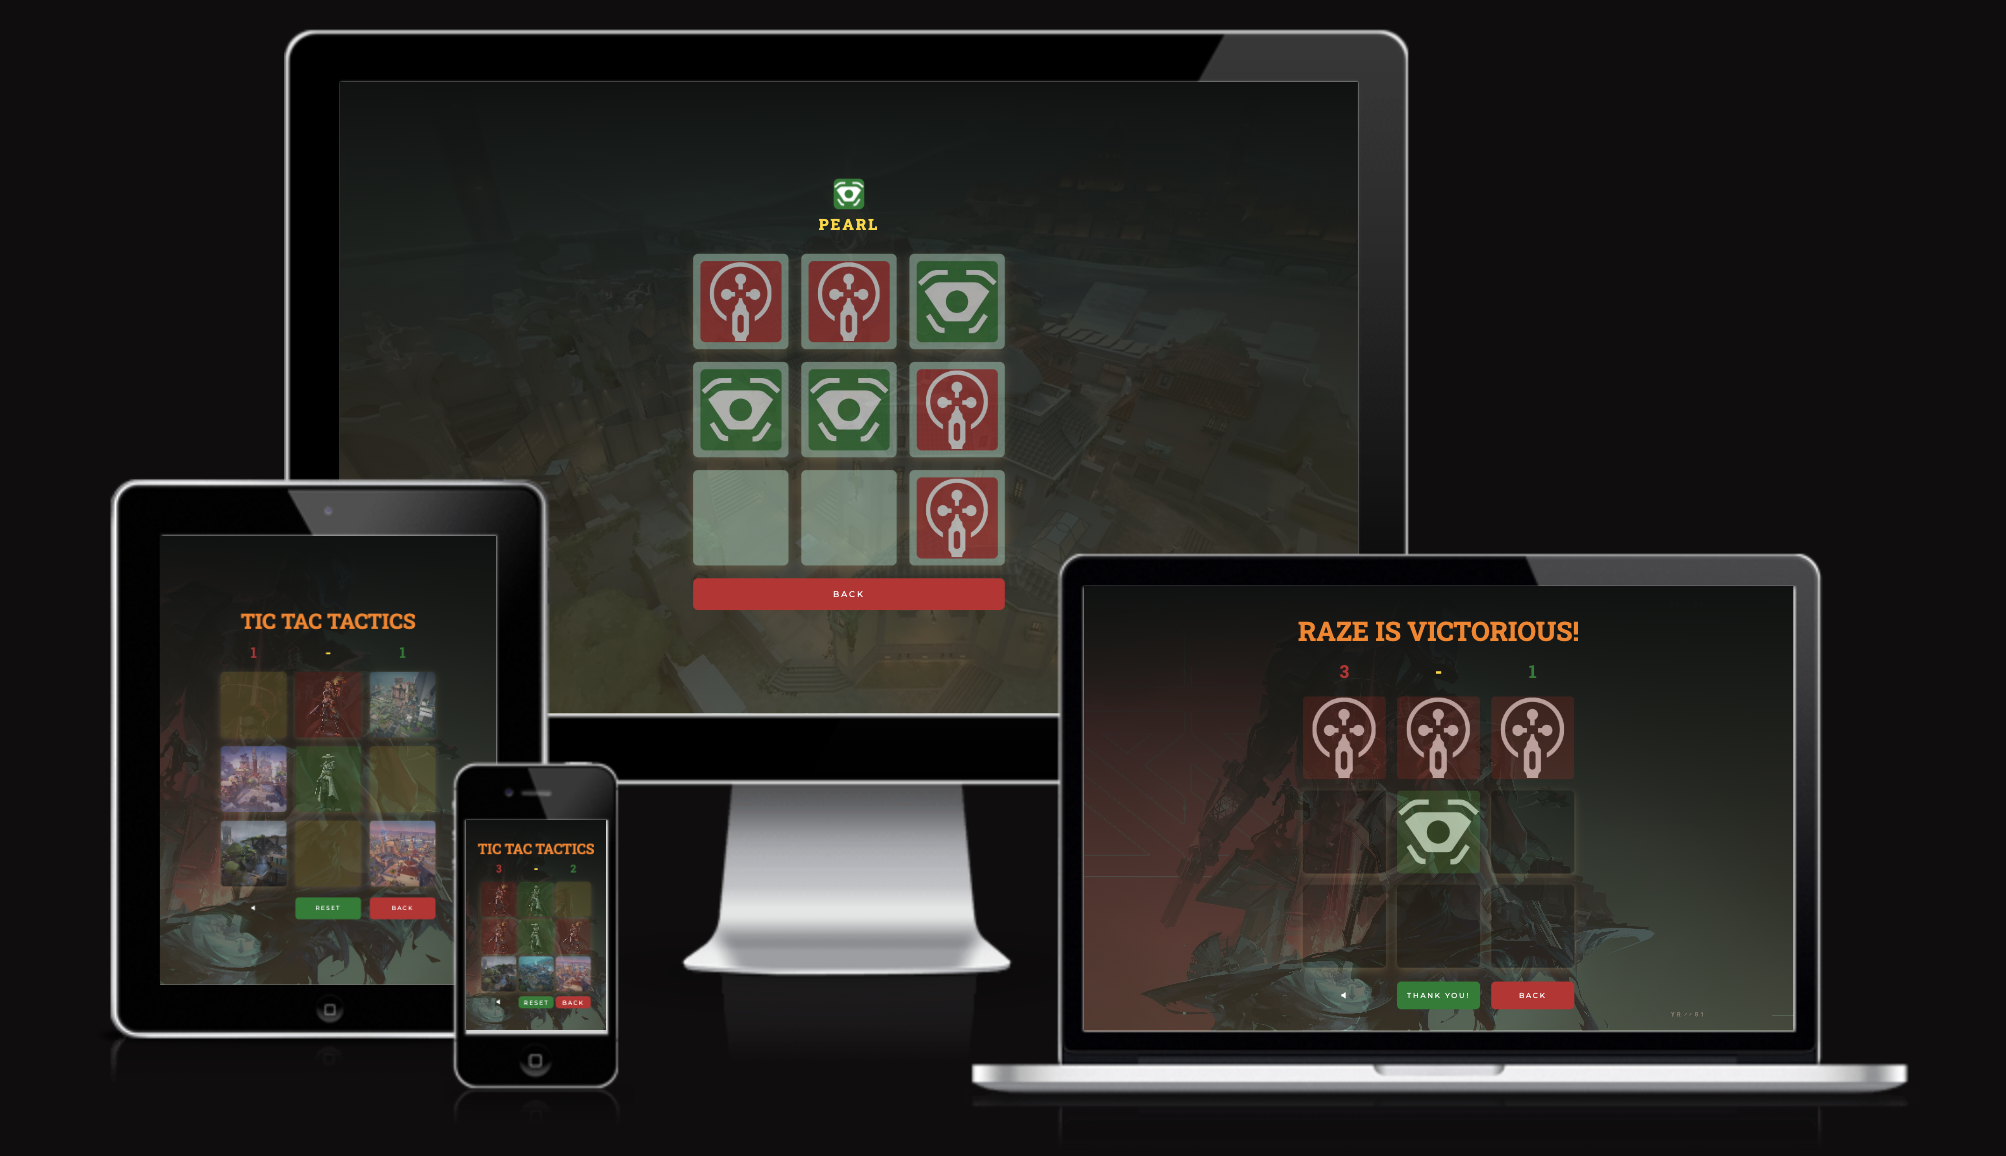 PEARL
BACK
TIC TAC TACTICS
1 - 1
RESET BACK
TIC TAC TACTICS
3 - 2
RESET BACK
RAZE IS VICTORIOUS!
3 - 1
THANK YOU! BACK